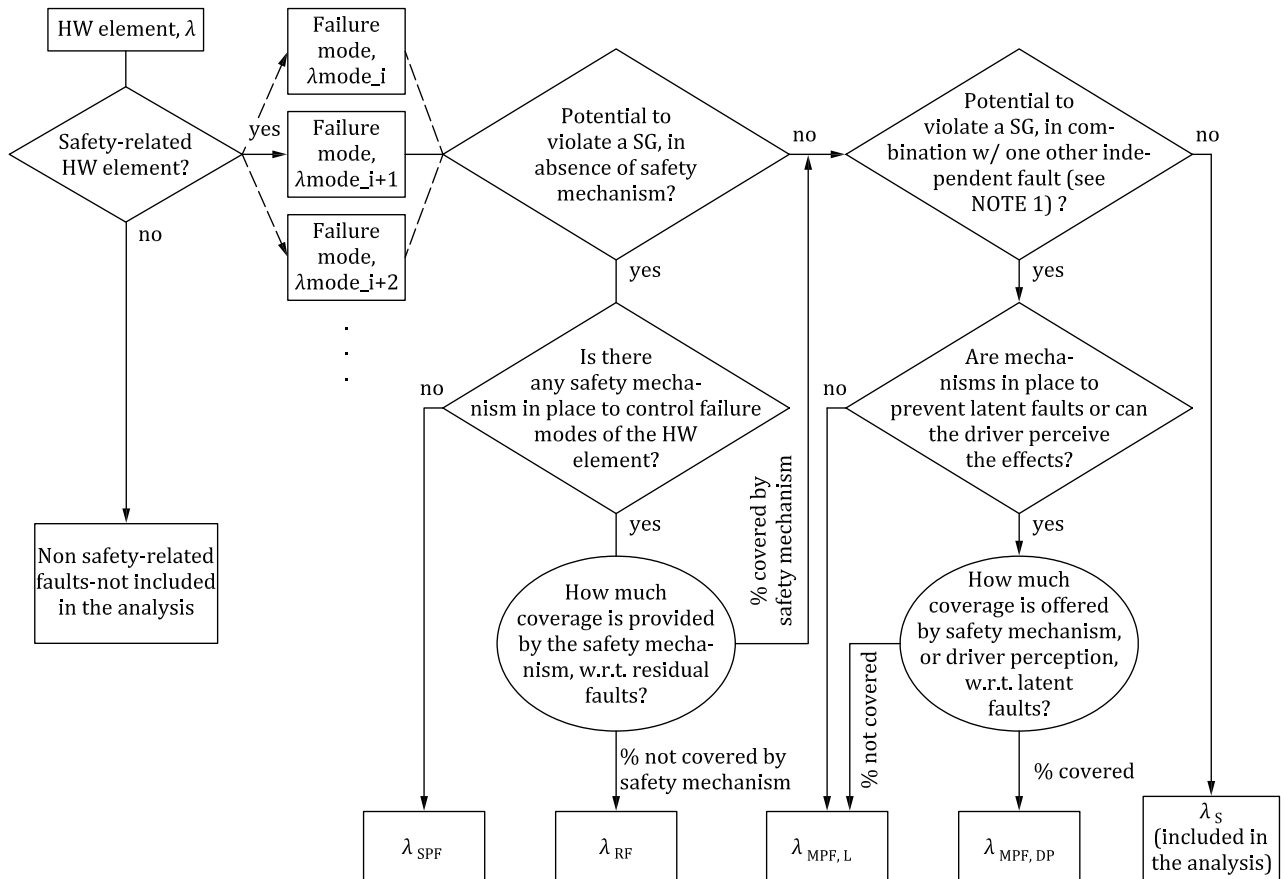 HW element, λ
Safety-related
HW element?
yes
no
Non safety-related
faults-not included
in the analysis
Failure
mode,
λmode_i
Failure
mode,
λmode_i+1
Failure
mode,
λmode_i+2
.
.
.
Potential to
violate a SG, in
absence of safety
mechanism?
no
yes
Is there
any safety mecha-
nism in place to control failure
modes of the HW
element?
no
yes
How much
coverage is provided
by the safety mecha-
nism, w.r.t. residual
faults?
% covered by
safety mechanism
% not covered by
safety mechanism
Potential to
violate a SG, in com-
bination w/ one other inde-
pendent fault (see
NOTE 1) ?
no
yes
Are mecha-
nisms in place to
prevent latent faults or can
the driver perceive
the effects?
no
yes
How much
coverage is offered
by safety mechanism,
or driver perception,
w.r.t. latent
faults?
% not covered
% covered
λ SPF
λ RF
λ MPF, L
λ MPF, DP
λ S
(included in
the analysis)